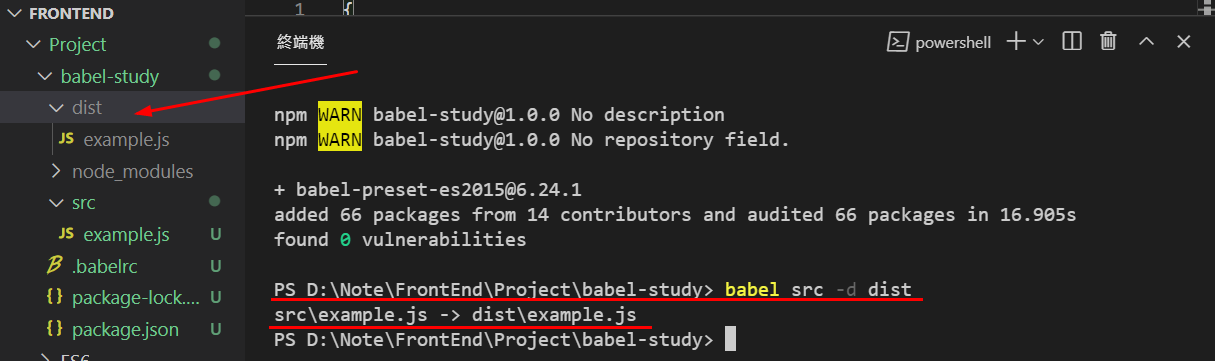 FRONTEND
Project
babel-study
dist
JS example.js
node_modules
src
JS example.js U
.babelrc U
{} package-lock.... U
{} package.json U
ES6
1 {
終端機
powershell
npm WARN babel-study@1.0.0 No description
npm WARN babel-study@1.0.0 No repository field.
+ babel-preset-es2015@6.24.1
added 66 packages from 14 contributors and audited 66 packages in 16.905s
found 0 vulnerabilities
PS D:\Note\FrontEnd\Project\babel-study> babel src -d dist
src\example.js -> dist\example.js
PS D:\Note\FrontEnd\Project\babel-study>